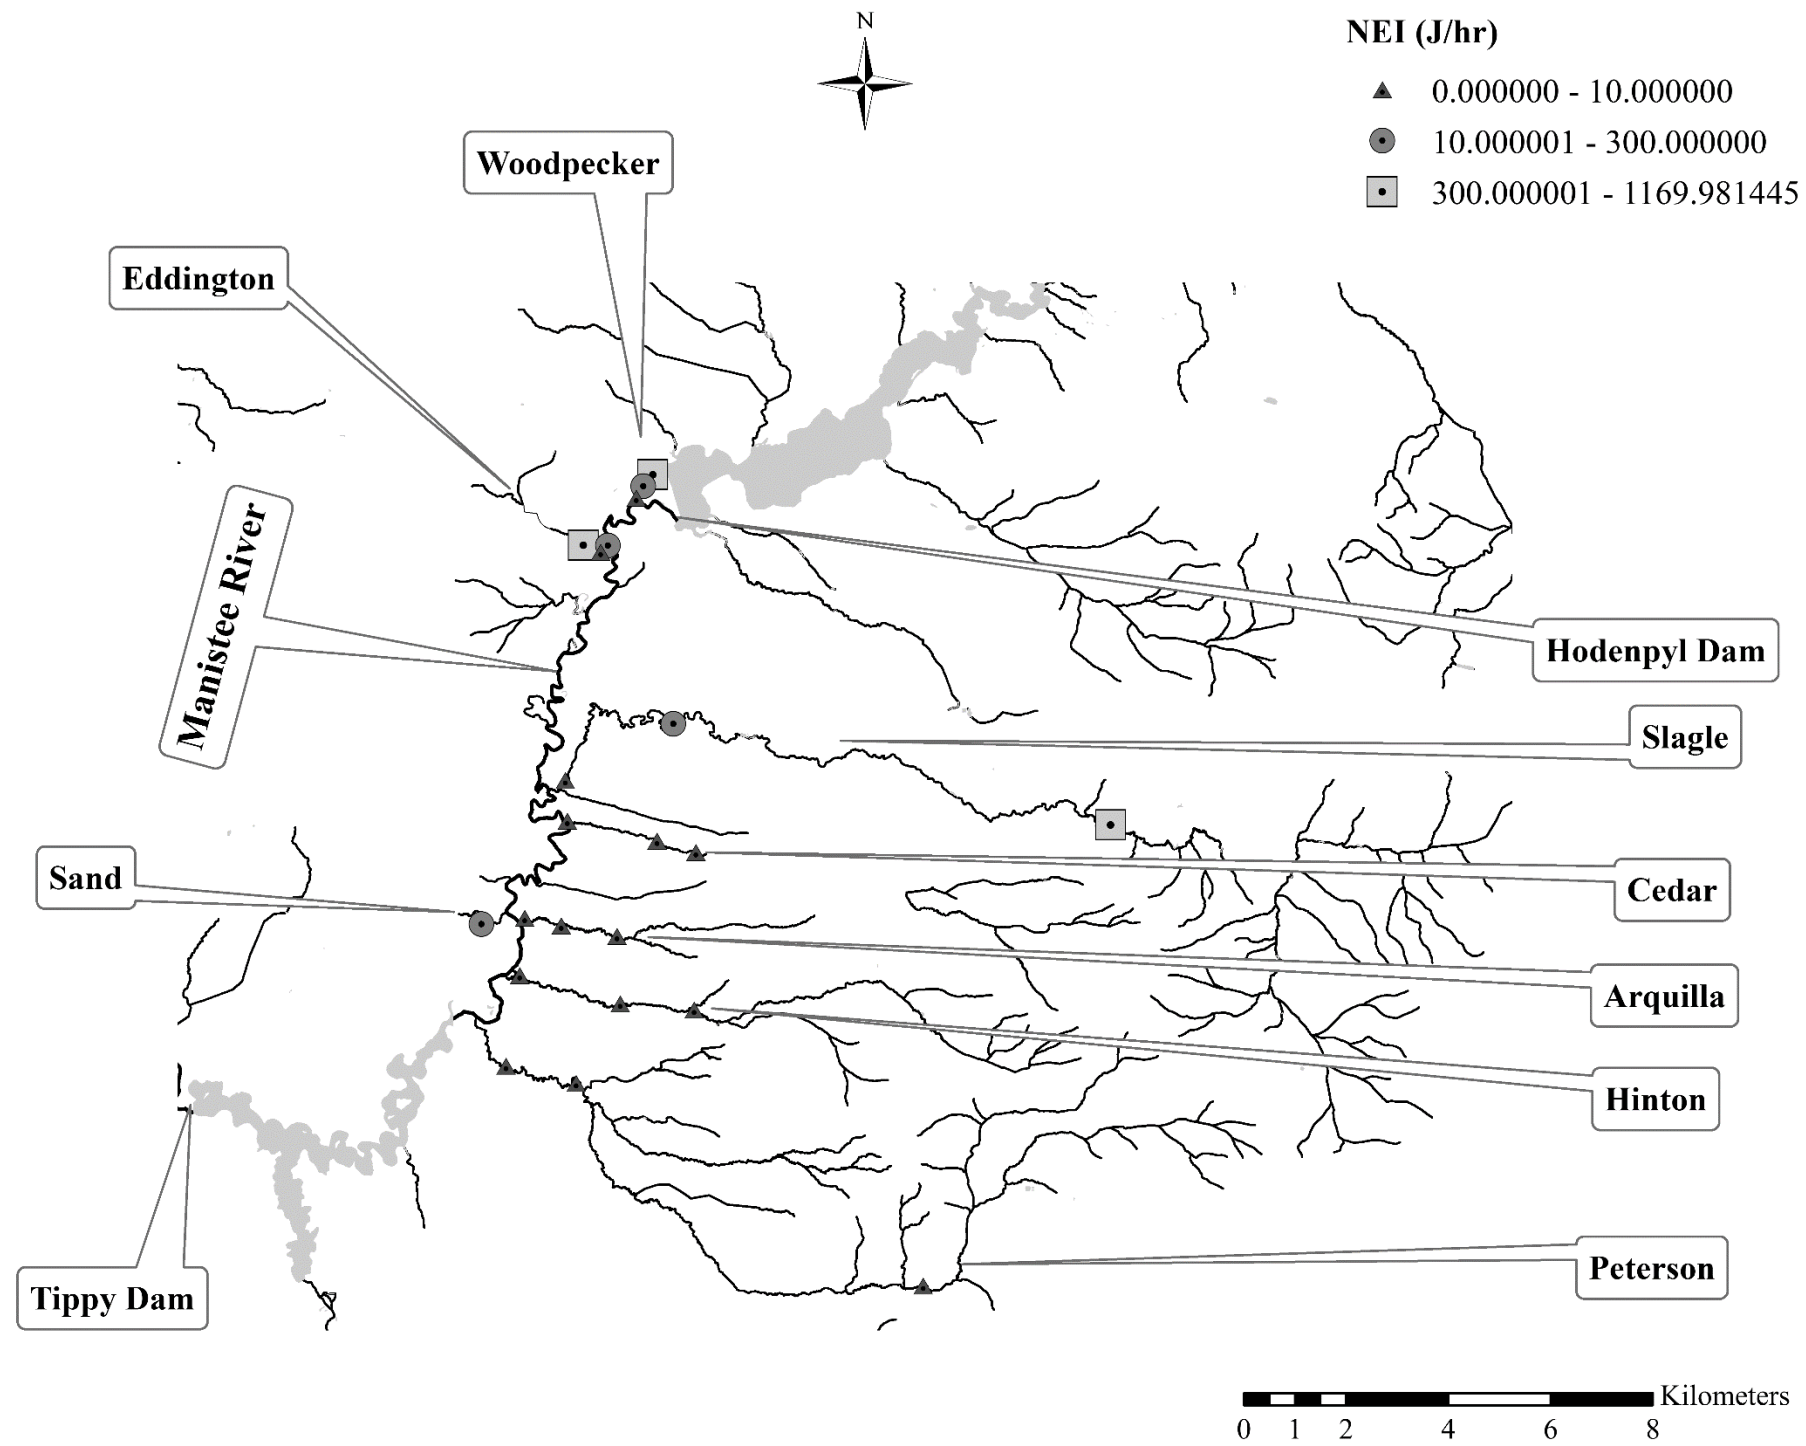 N
NEI (J/hr)
0.000000 - 10.000000
10.000001 - 300.000000
300.000001 - 1169.981445
Woodpecker
Eddington
Manistee River
Hodenpyl Dam
Slagle
Sand
Cedar
Arquilla
Hinton
Peterson
Tippy Dam
Kilometers
0 1 2 4 6 8